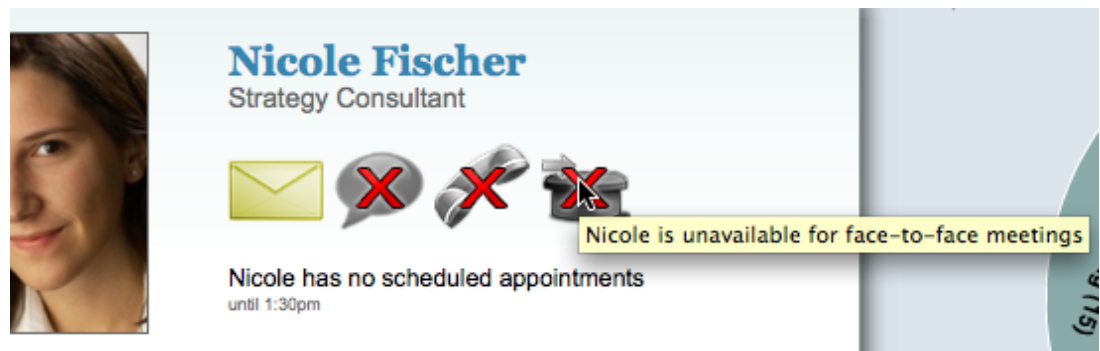 Nicole Fischer
Strategy Consultant
Nicole is unavailable for face-to-face meetings
Nicole has no scheduled appointments
until 1:30pm
g (15)